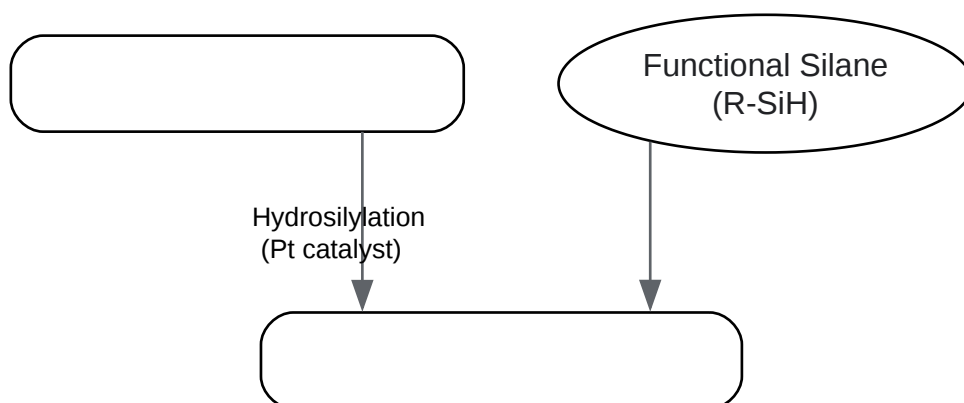 Functional Silane
(R-SiH)
Hydrosilylation
(Pt catalyst)